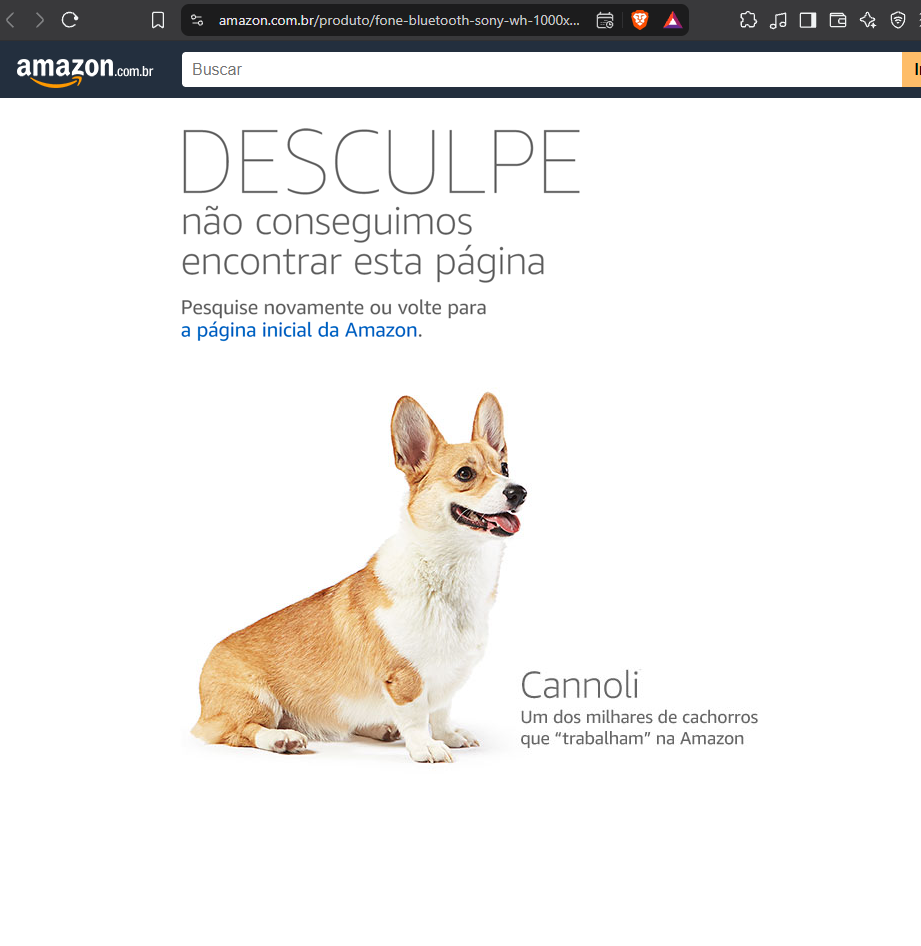 amazon.com.br/produto/fone-bluetooth-sony-wh-1000x...
amazon.com.br
Buscar
DESCULPE
não conseguimos
encontrar esta página
Pesquise novamente ou volte para
a página inicial da Amazon.
Cannoli
Um dos milhares de cachorros
que “trabalham” na Amazon